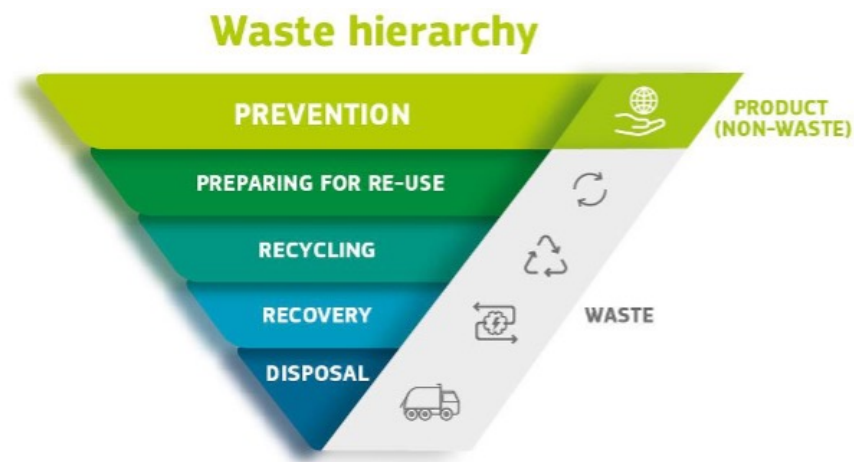 Waste hierarchy
PREVENTION
PRODUCT
(NON-WASTE)
PREPARING FOR RE-USE
RECYCLING
RECOVERY
WASTE
DISPOSAL